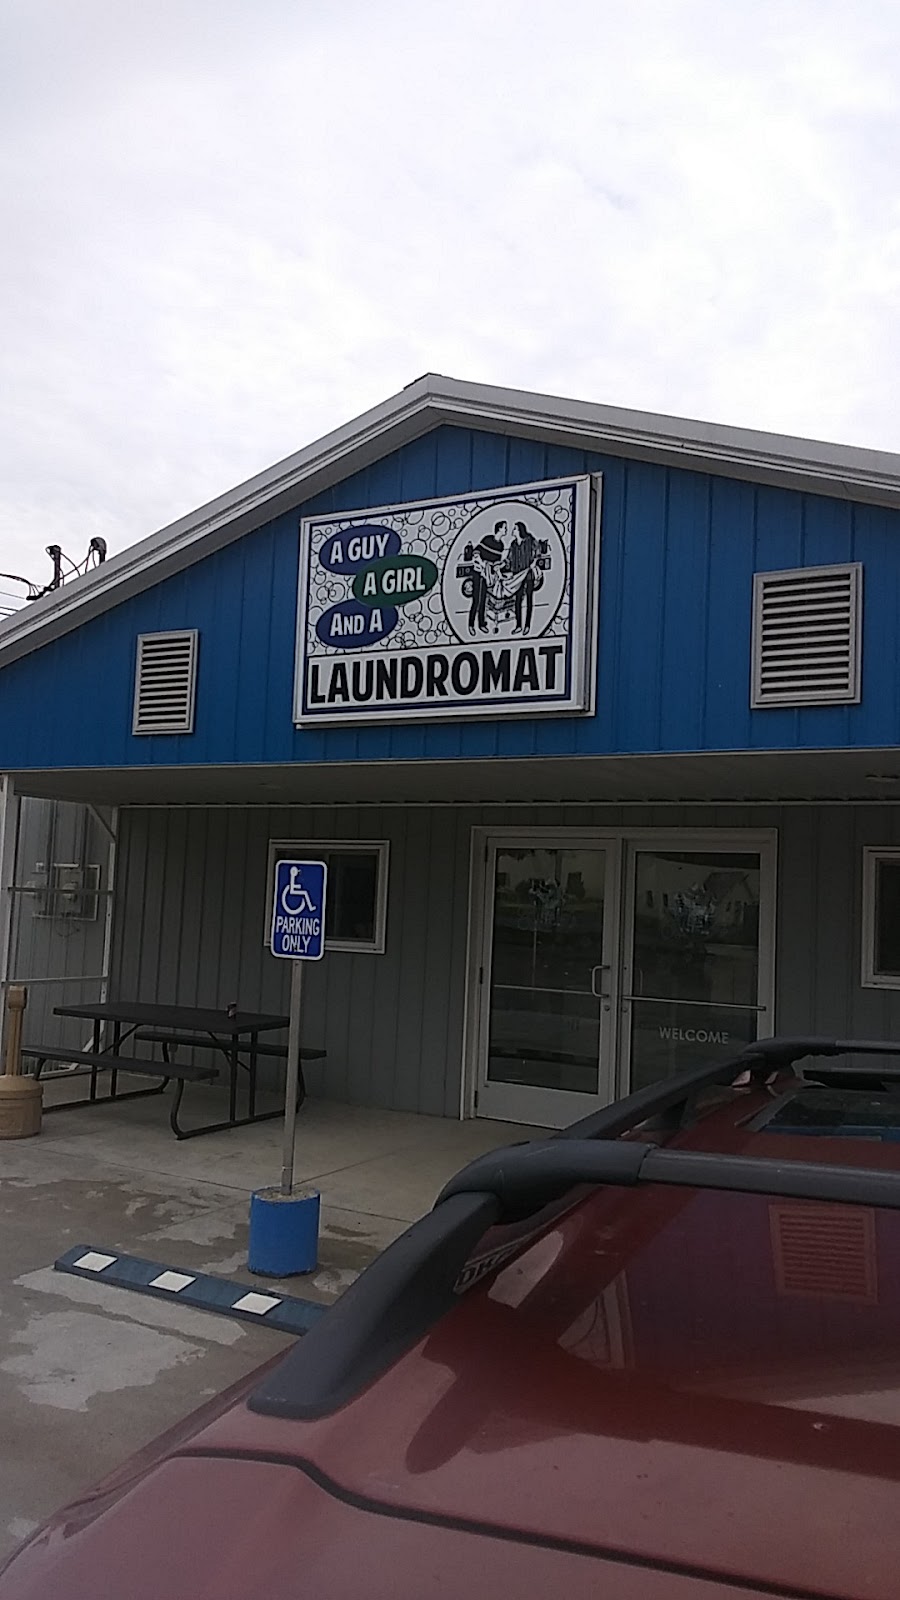 A GUY
A GIRL
AND A
LAUNDROMAT
PARKING
ONLY
WELCOME